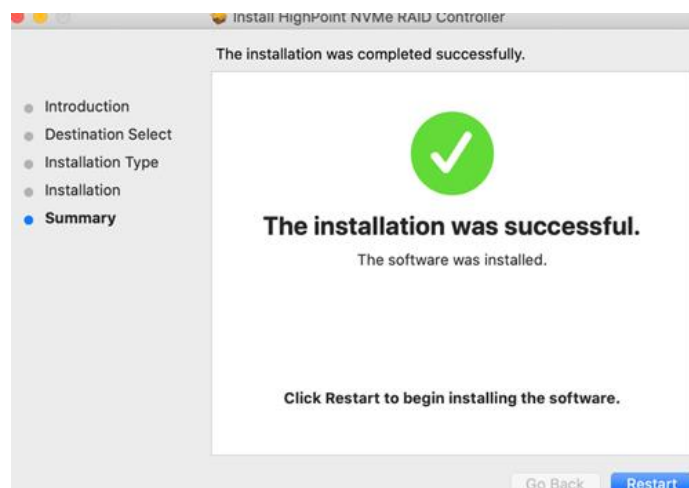 Install HighPoint NVMe RAID Controller
The installation was completed successfully.
Introduction
Destination Select
Installation Type
Installation
Summary
The installation was successful.
The software was installed.
Click Restart to begin installing the software.
Go Back Restart